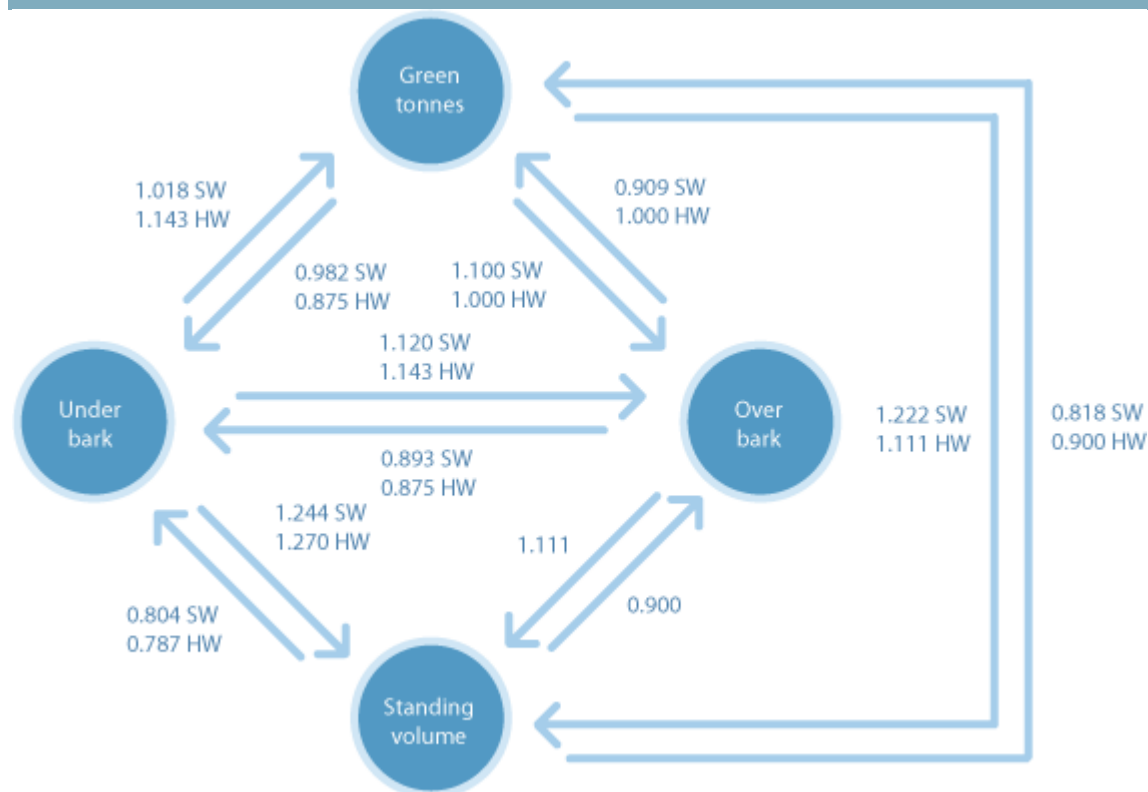 Green
tonnes
1.018 SW
1.143 HW
0.909 SW
1.000 HW
0.982 SW
0.875 HW
1.100 SW
1.000 HW
1.120 SW
1.143 HW
Under
bark
Over
bark
1.222 SW
1.111 HW
0.818 SW
0.900 HW
0.893 SW
0.875 HW
1.244 SW
1.270 HW
1.111
0.900
0.804 SW
0.787 HW
Standing
volume